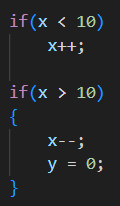 if(x < 10)
    x++;

if(x > 10)
{
    x--;
    y = 0;
}